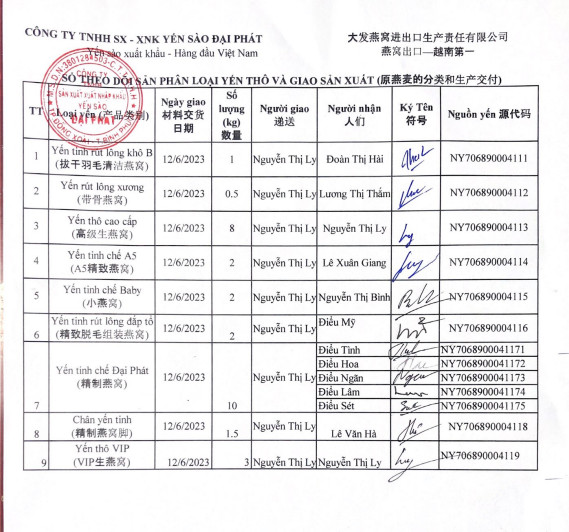 CÔNG TY TNHH SX - XNK YẾN SÀO ĐẠI PHÁT
Yến sào xuất khẩu - Hàng đầu Việt Nam
大发燕窝进出口生产责任有限公司
燕窝出口—越南第一
SỔ THEO DÕI SẢN PHÂN LOẠI YẾN THÔ VÀ GIAO SẢN XUẤT (原燕麦的分类和生产交付)
M.S.D.N:3801284503-C.T.T.N.H.H
CÔNG TY
SẢN XUẤT XUẤT NHẬP KHẨU
YẾN SÀO
ĐẠI PHÁT
TP.ĐỒNG XOÀI-T.BÌNH PHƯỚC
TT Loại yến (产品类别) Ngày giao 材料交货 日期 Số lượng (kg) 数量 Người giao 递送 Người nhận 人们 Ký Tên 符号 Nguồn yến 源代码
1 Yến tinh rút lông khô B 12/6/2023 1 Nguyễn Thị Ly Đoàn Thị Hải NY706890004111
(拔干羽毛清洁燕窝)
2 Yến rút lông xương 12/6/2023 0.5 Nguyễn Thị Ly Lương Thị Thắm NY706890004112
(带骨燕窝)
3 Yến thô cao cấp 12/6/2023 8 Nguyễn Thị Ly Nguyễn Thị Ly NY706890004113
(高级生燕窝)
4 Yến tinh chế A5 12/6/2023 2 Nguyễn Thị Ly Lê Xuân Giang NY706890004114
(A5精致燕窝)
5 Yến tinh chế Baby 12/6/2023 2 Nguyễn Thị Ly Nguyễn Thị Bình NY706890004115
(小燕窝)
6 Yến tinh rút lông đắp tổ 12/6/2023 2 Nguyễn Thị Ly Điểu Mỹ NY706890004116
(精致脱毛组装燕窝)
7 Yến tinh chế Đại Phát 12/6/2023 10 Nguyễn Thị Ly
(精制燕窝)
Điểu Tình NY7068900041171
Điểu Hoa NY7068900041172
Điểu Ngăn NY7068900041173
Điểu Lâm NY7068900041174
Điểu Sét NY7068900041175
8 Chân yến tinh 12/6/2023 1.5 Nguyễn Thị Ly Lê Văn Hà NY706890004118
(精制燕窝脚)
9 Yến thô VIP 12/6/2023 3 Nguyễn Thị Ly Nguyễn Thị Ly NY706890004119
(VIP生燕窝)